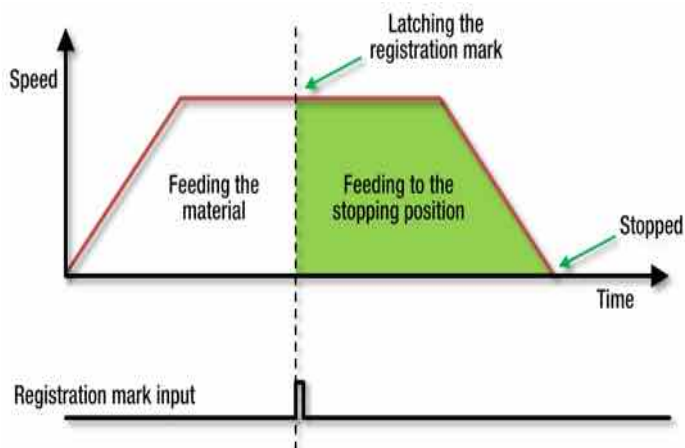 Latching the
registration mark
Speed
Feeding the
material
Feeding to the
stopping position
Stopped
Time
Registration mark input